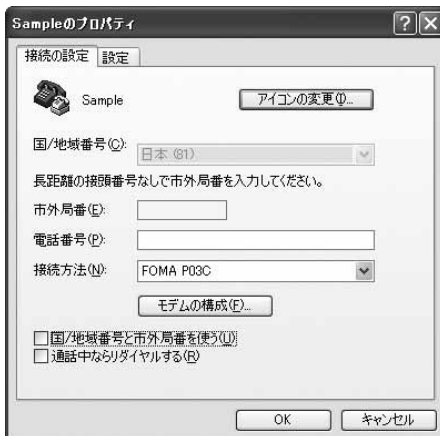 Sampleのプロパティ
接続の設定 設定
Sample
アイコンの変更(I)...
国/地域番号(C): 日本 (81)
長距離の接頭番号なしで市外局番を入力してください。
市外局番(E):
電話番号(P):
接続方法(N): FOMA P03C
モデムの構成(F)...
国/地域番号と市外局番を使う(U)
通話中ならリダイヤルする(R)
OK キャンセル